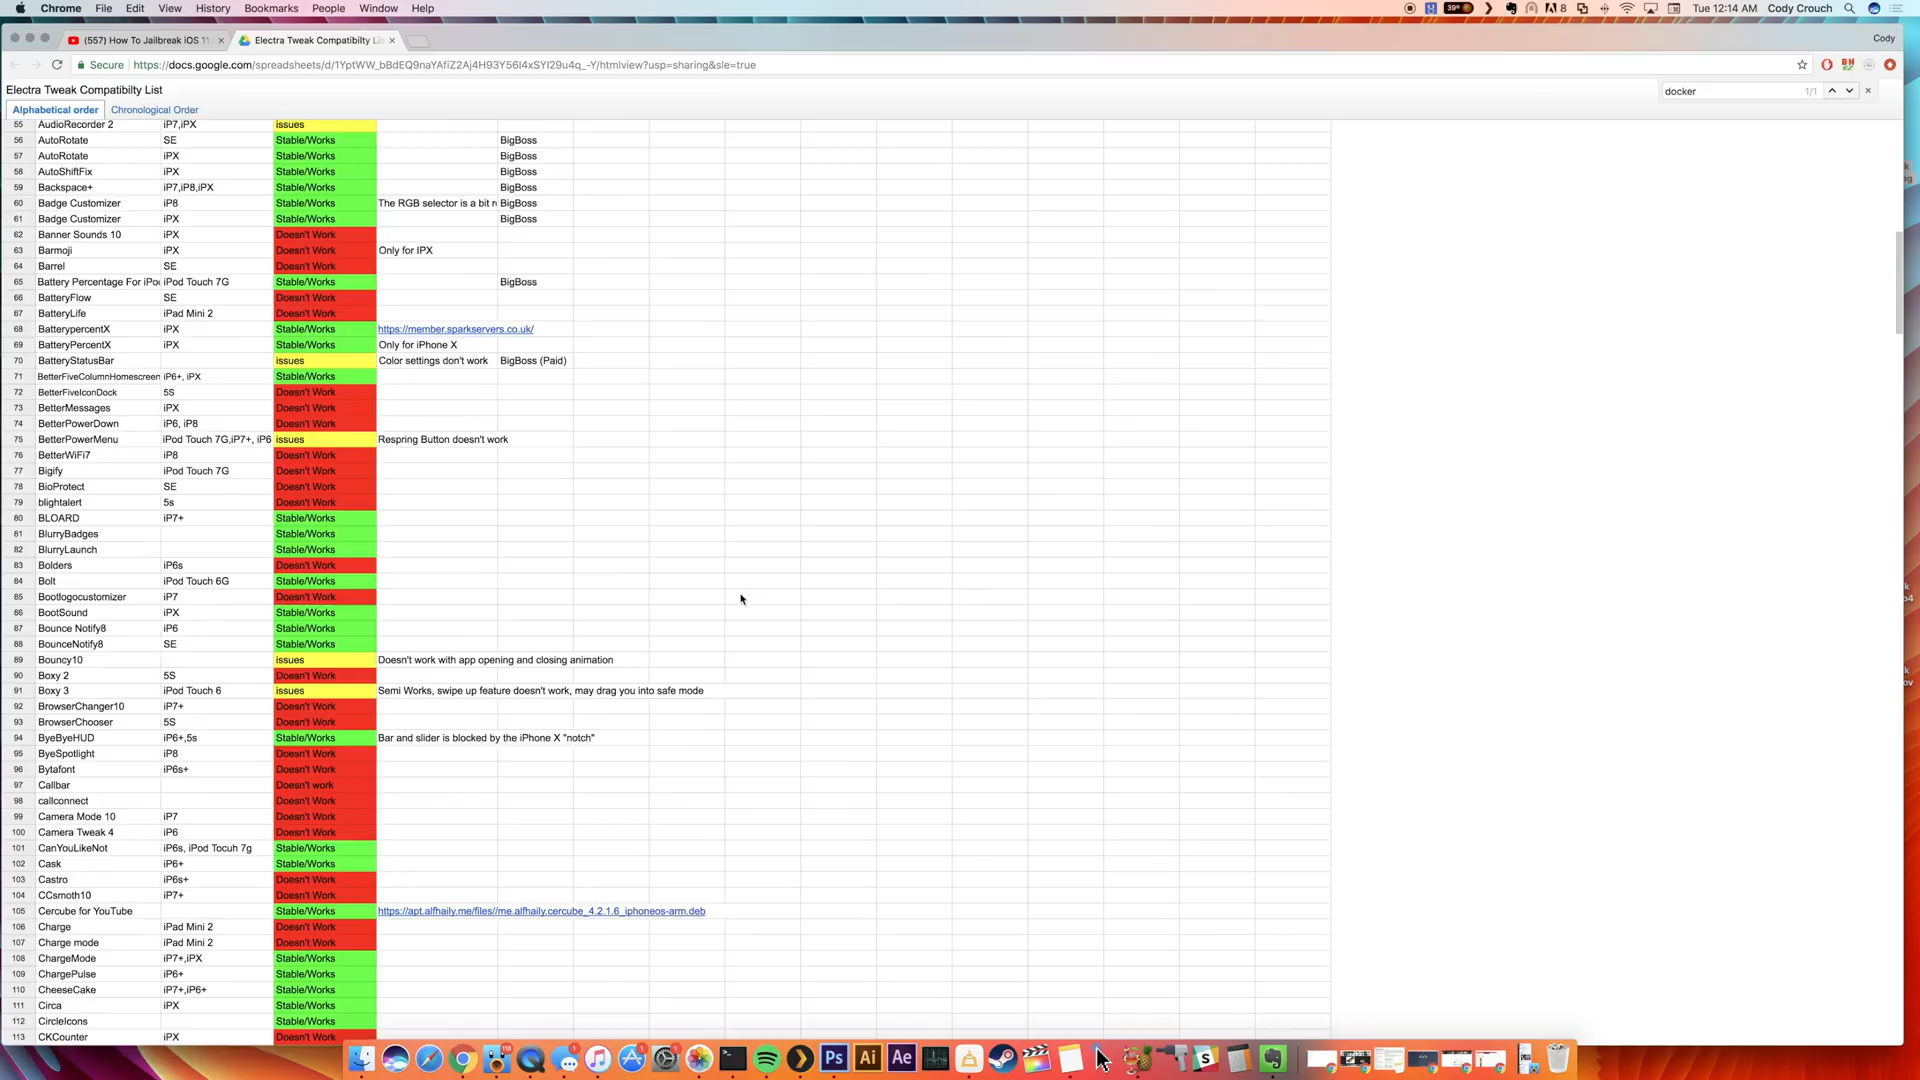 Chrome File Edit View History Bookmarks People Window Help 39° 8 Tue 12:14 AM Cody Crouch
(557) How To Jailbreak iOS 11 Electra Tweak Compatibilty Lis Cody
Secure https://docs.google.com/spreadsheets/d/1YptWW_bBdEQ9naYAfiZ2Aj4H93Y56I4xSYI29u4q_-Y/htmlview?usp=sharing&sle=true
Electra Tweak Compatibilty List
docker 1/1
Alphabetical order Chronological Order
55 AudioRecorder 2 iP7,iPX issues
56 AutoRotate SE Stable/Works BigBoss
57 AutoRotate iPX Stable/Works BigBoss
58 AutoShiftFix iPX Stable/Works BigBoss
59 Backspace+ iP7,iP8,iPX Stable/Works BigBoss
60 Badge Customizer iP8 Stable/Works The RGB selector is a bit r BigBoss
61 Badge Customizer iPX Stable/Works BigBoss
62 Banner Sounds 10 iPX Doesn't Work
63 Barmoji iPX Doesn't Work Only for IPX
64 Barrel SE Doesn't Work
65 Battery Percentage For iPo iPod Touch 7G Stable/Works BigBoss
66 BatteryFlow SE Doesn't Work
67 BatteryLife iPad Mini 2 Doesn't Work
68 BatterypercentX iPX Stable/Works https://member.sparkservers.co.uk/
69 BatteryPercentX iPX Stable/Works Only for iPhone X
70 BatteryStatusBar issues Color settings don't work BigBoss (Paid)
71 BetterFiveColumnHomescreen iP6+, iPX Stable/Works
72 BetterFiveIconDock 5S Doesn't Work
73 BetterMessages iPX Doesn't Work
74 BetterPowerDown iP6, iP8 Doesn't Work
75 BetterPowerMenu iPod Touch 7G,iP7+, iP6 issues Respring Button doesn't work
76 BetterWiFi7 iP8 Doesn't Work
77 Bigify iPod Touch 7G Doesn't Work
78 BioProtect SE Doesn't Work
79 blightalert 5s Doesn't Work
80 BLOARD iP7+ Stable/Works
81 BlurryBadges Stable/Works
82 BlurryLaunch Stable/Works
83 Bolders iP6s Doesn't Work
84 Bolt iPod Touch 6G Stable/Works
85 Bootlogocustomizer iP7 Doesn't Work
86 BootSound iPX Stable/Works
87 Bounce Notify8 iP6 Stable/Works
88 BounceNotify8 SE Stable/Works
89 Bouncy10 issues Doesn't work with app opening and closing animation
90 Boxy 2 5S Doesn't Work
91 Boxy 3 iPod Touch 6 issues Semi Works, swipe up feature doesn't work, may drag you into safe mode
92 BrowserChanger10 iP7+ Doesn't Work
93 BrowserChooser 5S Doesn't Work
94 ByeByeHUD iP6+,5s Stable/Works Bar and slider is blocked by the iPhone X "notch"
95 ByeSpotlight iP8 Doesn't Work
96 Bytafont iP6s+ Doesn't Work
97 Callbar Doesn't work
98 callconnect Doesn't Work
99 Camera Mode 10 iP7 Doesn't Work
100 Camera Tweak 4 iP6 Doesn't Work
101 CanYouLikeNot iP6s, iPod Tocuh 7g Stable/Works
102 Cask iP6+ Stable/Works
103 Castro iP6s+ Doesn't Work
104 CCsmoth10 iP7+ Doesn't Work
105 Cercube for YouTube Stable/Works https://apt.alfhaily.me/files//me.alfhaily.cercube_4.2.1.6_iphoneos-arm.deb
106 Charge iPad Mini 2 Doesn't Work
107 Charge mode iPad Mini 2 Doesn't Work
108 ChargeMode iP7+,iPX Stable/Works
109 ChargePulse iP6+ Stable/Works
110 CheeseCake iP7+,iP6+ Stable/Works
111 Circa iPX Stable/Works
112 CircleIcons Stable/Works
113 CKCounter iPX Doesn't Work
Ps Ai Ae